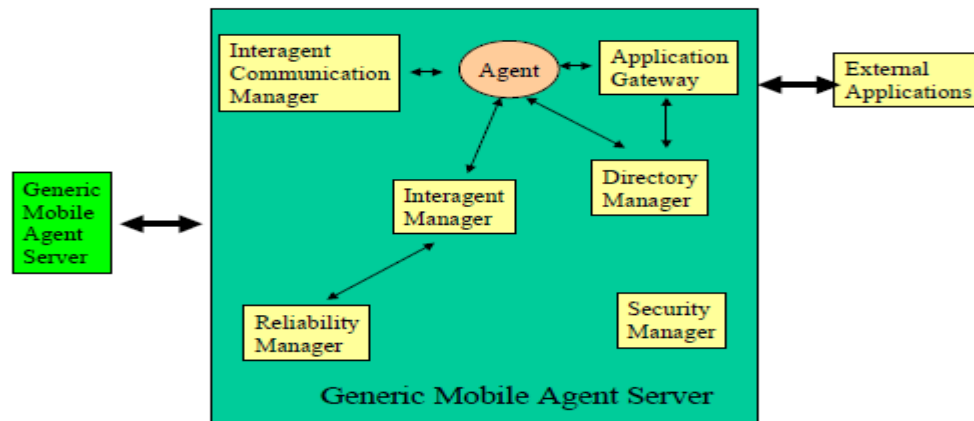 Interagent
Communication
Manager
Agent
Application
Gateway
External
Applications
Generic
Mobile
Agent
Server
Interagent
Manager
Directory
Manager
Reliability
Manager
Security
Manager
Generic Mobile Agent Server